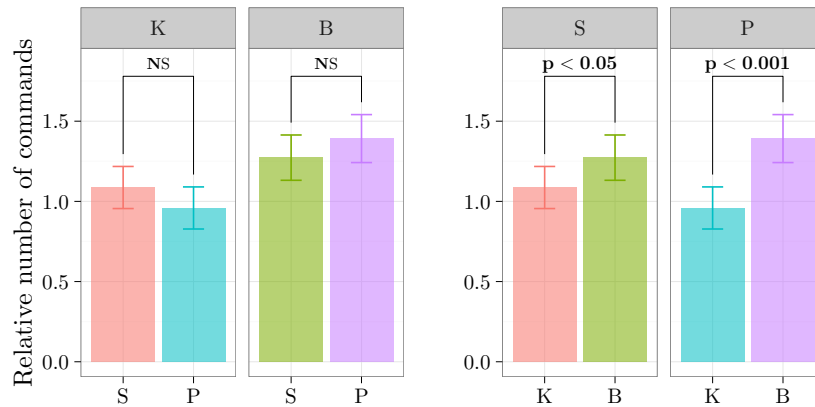 K B S P
NS NS p < 0.05 p < 0.001
Relative number of commands
1.5 1.5
1.0 1.0
0.5 0.5
0.0 0.0
S P S P K B K B